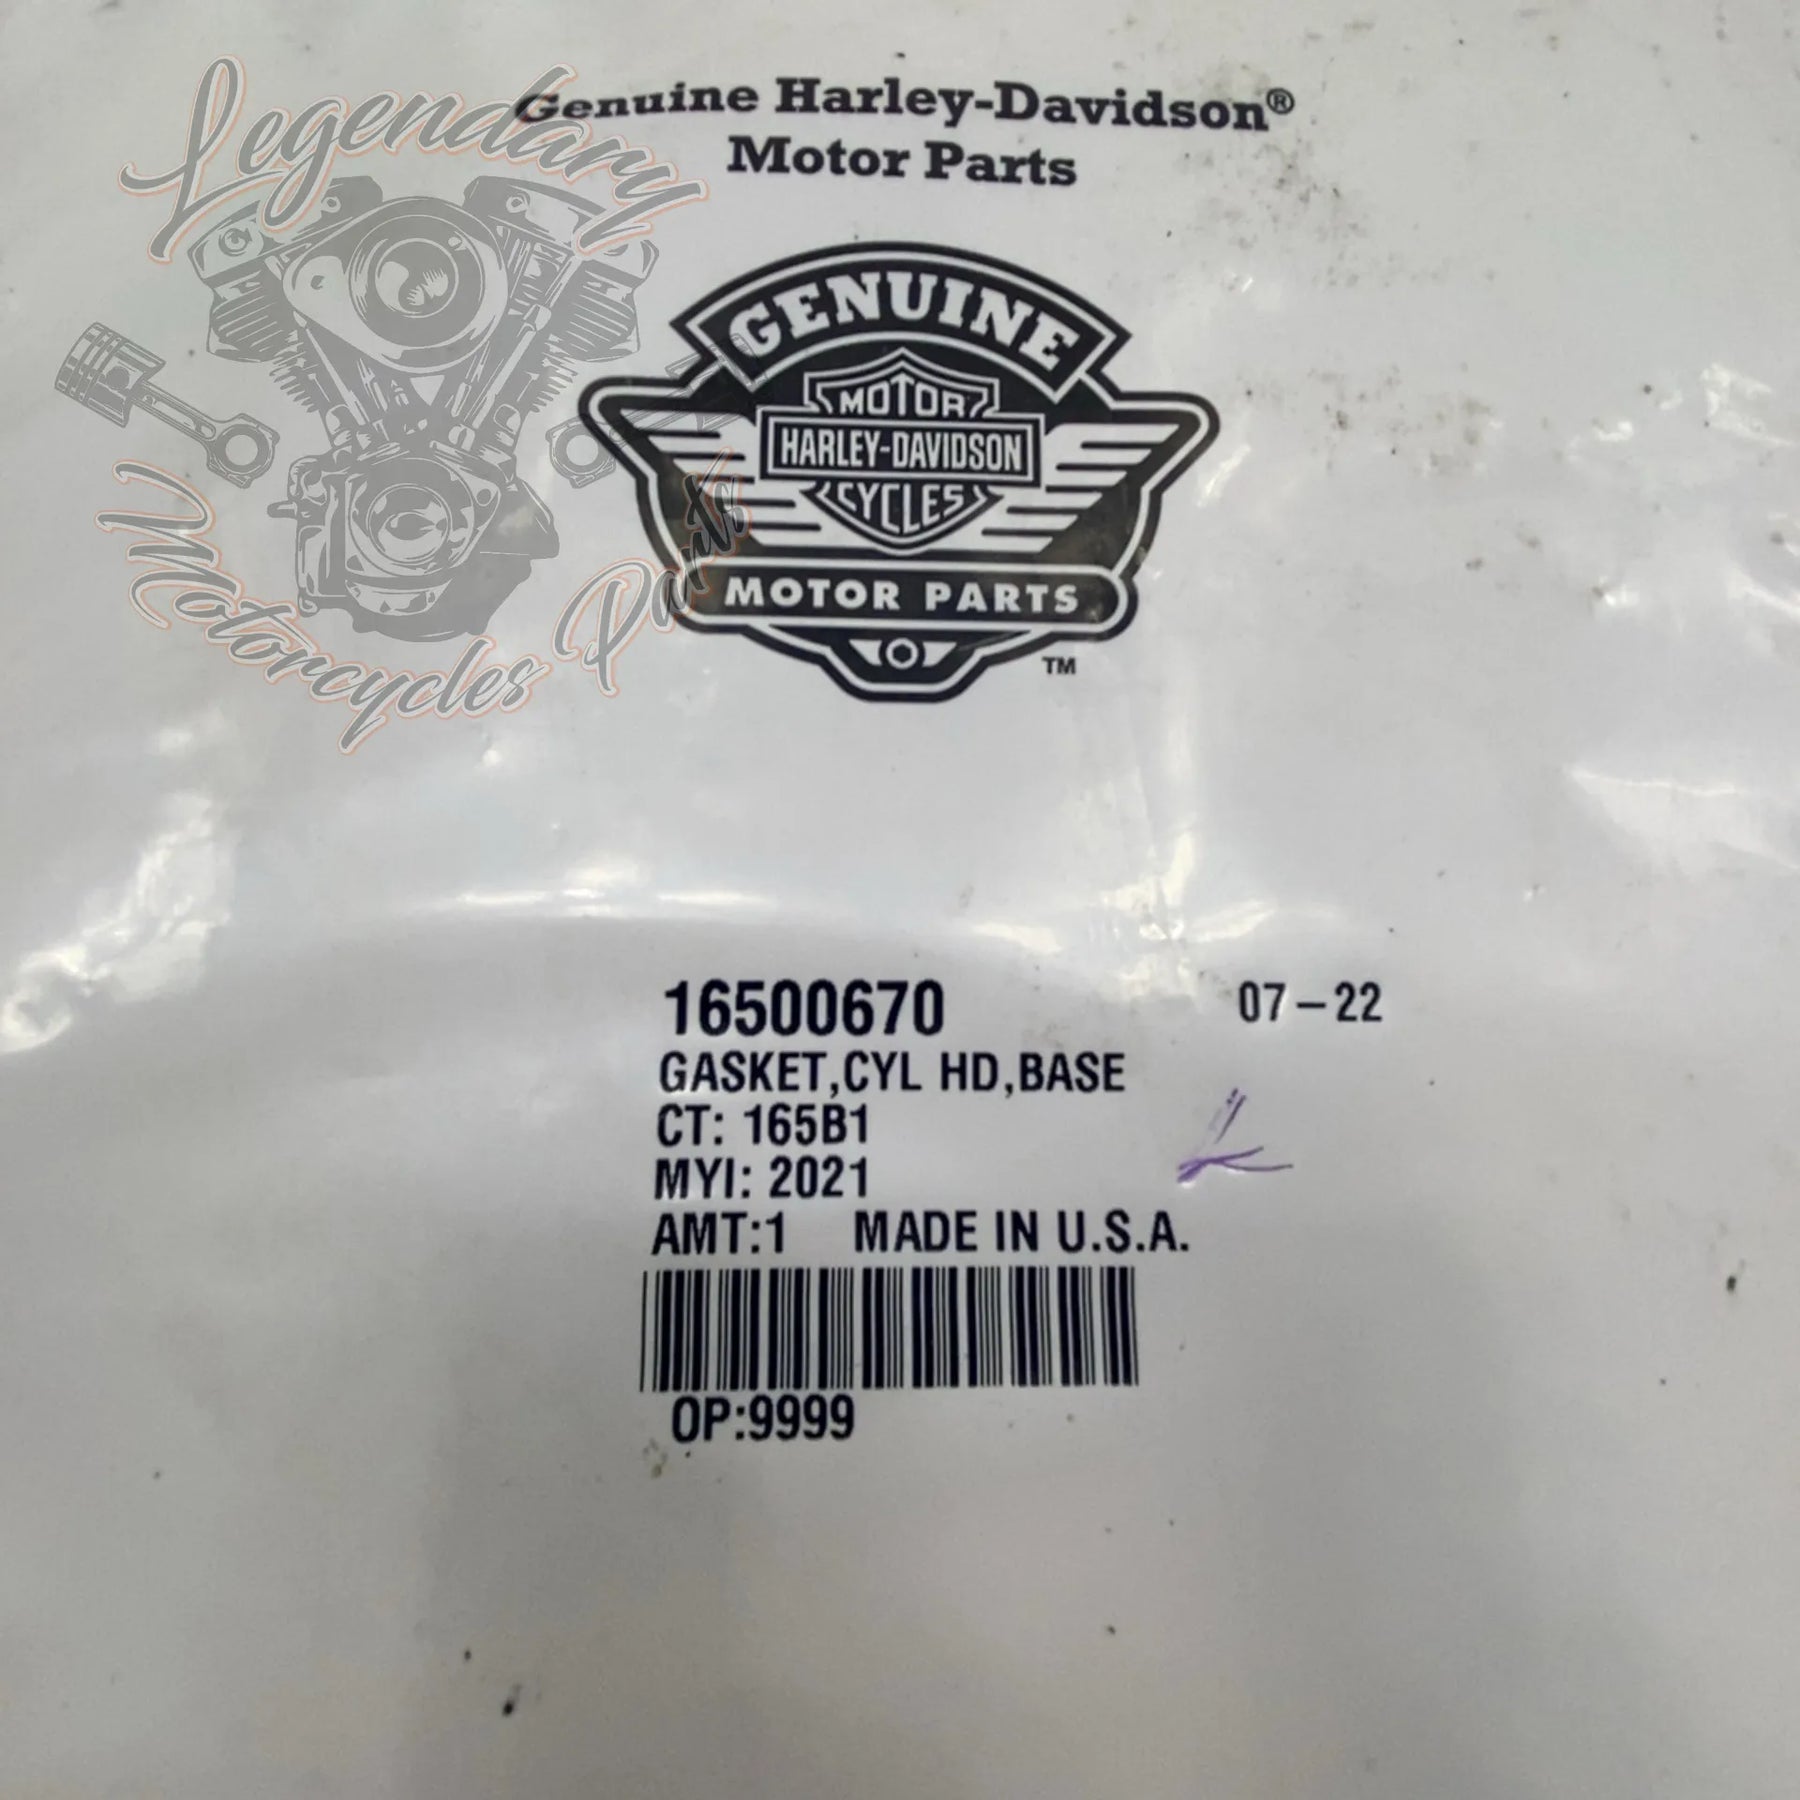 Legendary
Motorcycles Parts
Genuine Harley-Davidson®
Motor Parts
GENUINE
MOTOR
HARLEY-DAVIDSON
CYCLES
MOTOR PARTS
TM
16500670 07-22
GASKET,CYL HD,BASE
CT: 165B1
MYI: 2021
AMT:1 MADE IN U.S.A.
OP:9999